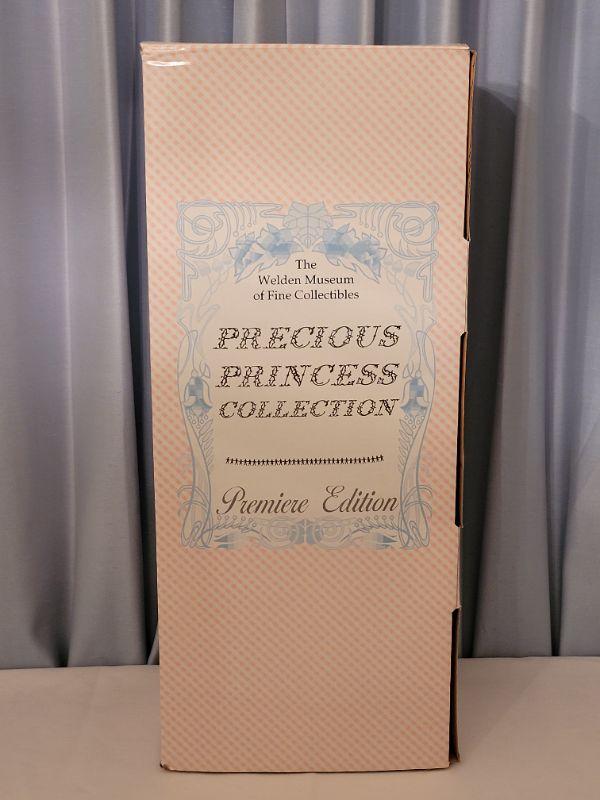 The
Welden Museum
of Fine Collectibles
PRECIOUS
PRINCESS
COLLECTION
Premiere Edition